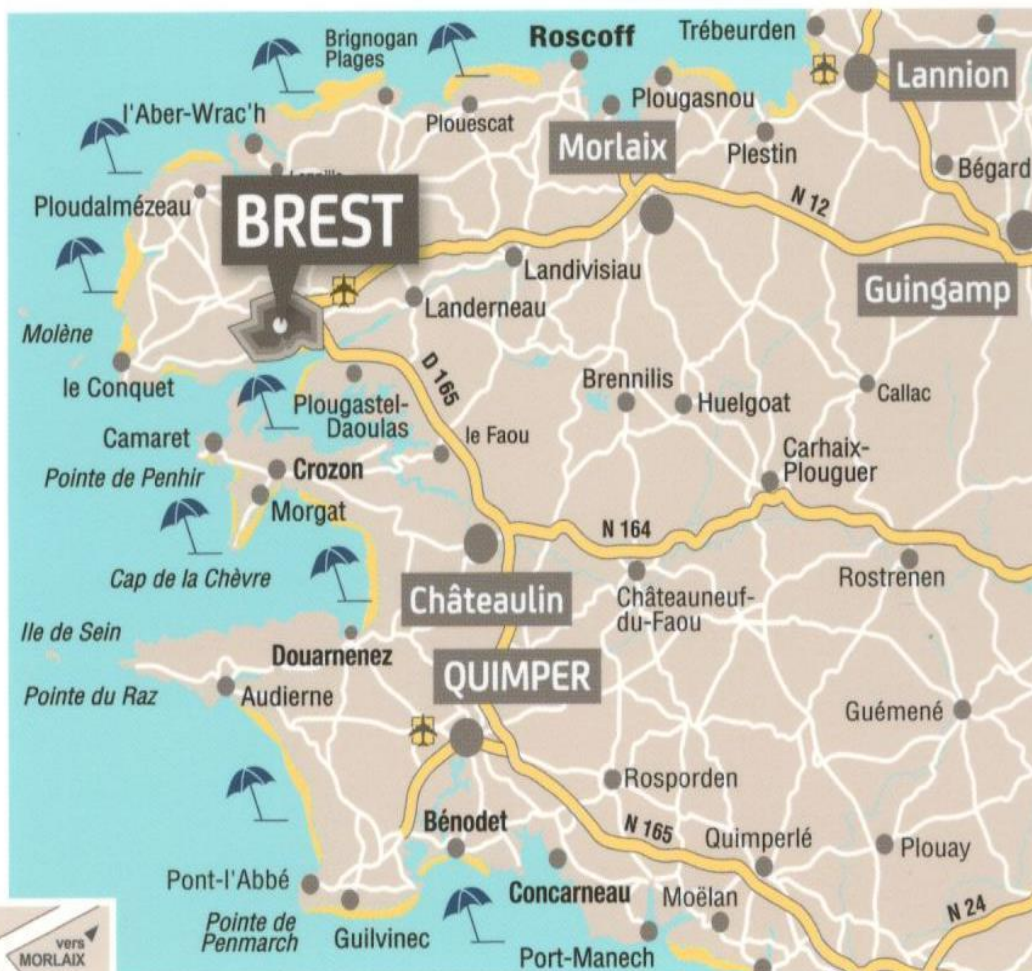 Trébeurden
Brignogan
Plages
Roscoff
Lannion
l'Aber-Wrac'h
Plouescat
Plougasnou
Morlaix
Plestin
Bégard
Ploudalmézeau
BREST
N 12
Landivisiau
Guingamp
Landerneau
Molène
le Conquet
D 165
Plougastel-
Daoulas
Brennilis
Huelgoat
Callac
Camaret
le Faou
Carhaix-
Plouguer
Pointe de Penhir
Crozon
Morgat
N 164
Cap de la Chèvre
Châteaulin
Châteauneuf-
du-Faou
Rostrenen
Ile de Sein
Douarnenez
QUIMPER
Pointe du Raz
Audierne
Guémené
Rosporden
Bénodet
N 165
Quimperlé
Plouay
Pont-l'Abbé
Concarneau
Moëlan
N 24
Pointe de
Penmarch
Guilvinec
Port-Manech
vers
MORLAIX